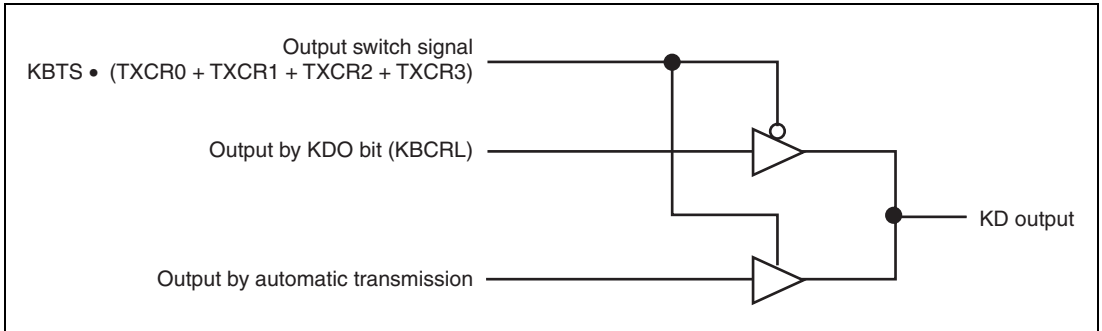 Output switch signal
KBTS • (TXCR0 + TXCR1 + TXCR2 + TXCR3)
Output by KDO bit (KBCRL)
KD output
Output by automatic transmission